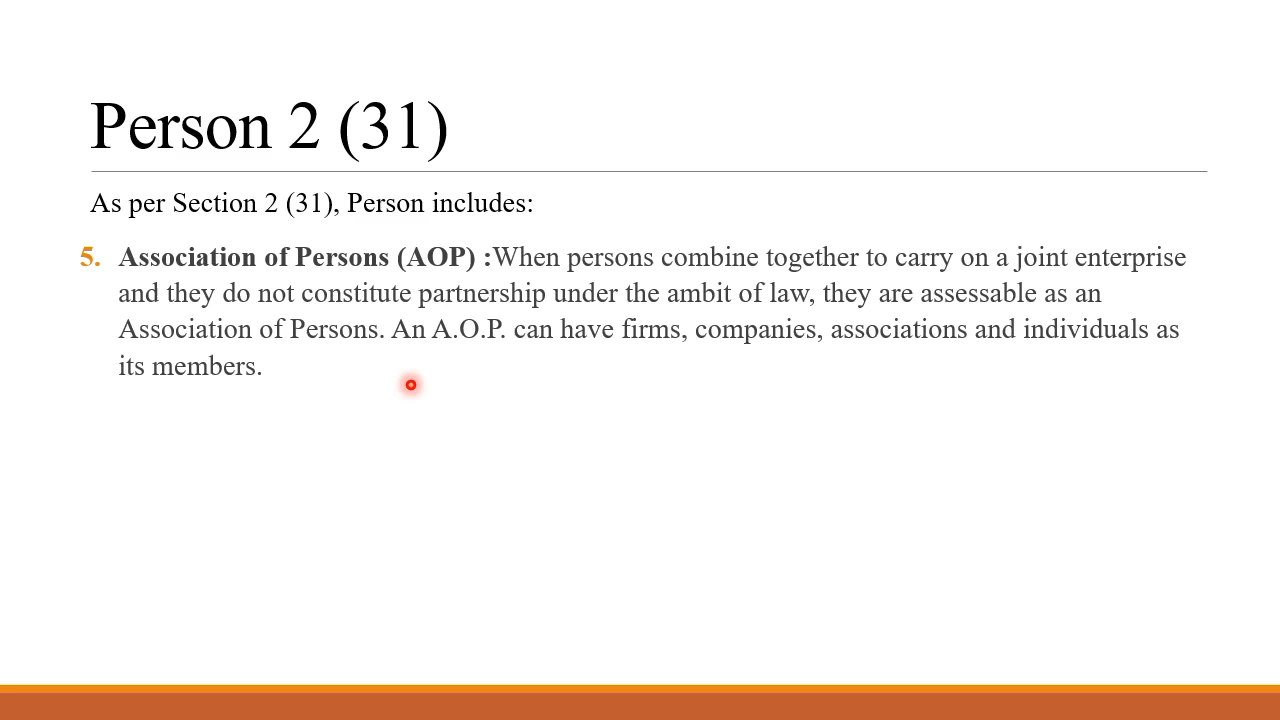 Person 2 (31)
As per Section 2 (31), Person includes:
5. Association of Persons (AOP) :When persons combine together to carry on a joint enterprise
and they do not constitute partnership under the ambit of law, they are assessable as an
Association of Persons. An A.O.P. can have firms, companies, associations and individuals as
its members.